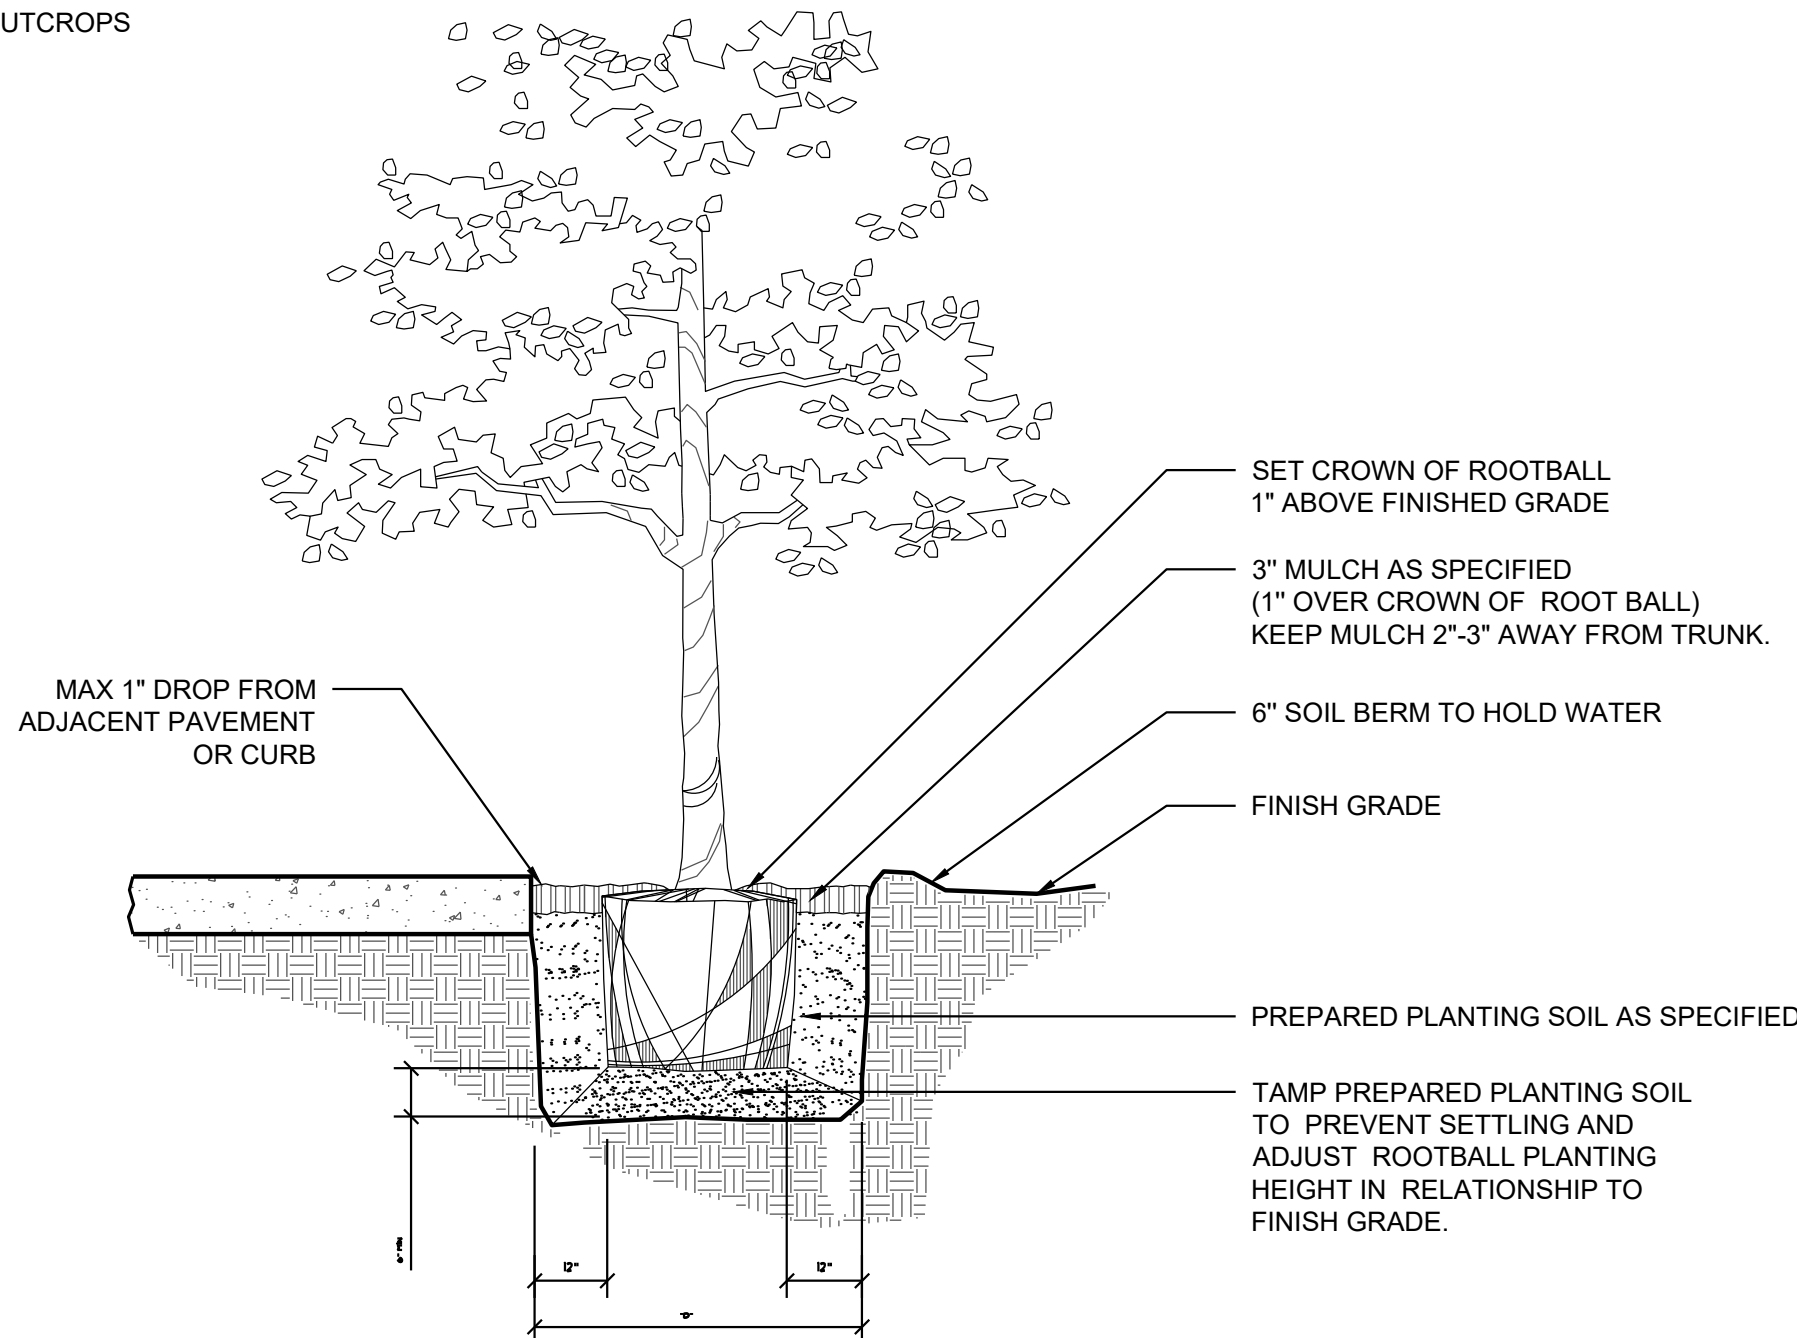 UTCROPS
SET CROWN OF ROOTBALL
1" ABOVE FINISHED GRADE
3" MULCH AS SPECIFIED
(1" OVER CROWN OF ROOT BALL)
KEEP MULCH 2"-3" AWAY FROM TRUNK.
MAX 1" DROP FROM
ADJACENT PAVEMENT
OR CURB
6" SOIL BERM TO HOLD WATER
FINISH GRADE
PREPARED PLANTING SOIL AS SPECIFIED
TAMP PREPARED PLANTING SOIL
TO PREVENT SETTLING AND
ADJUST ROOTBALL PLANTING
HEIGHT IN RELATIONSHIP TO
FINISH GRADE.
6" MIN
12"
12"